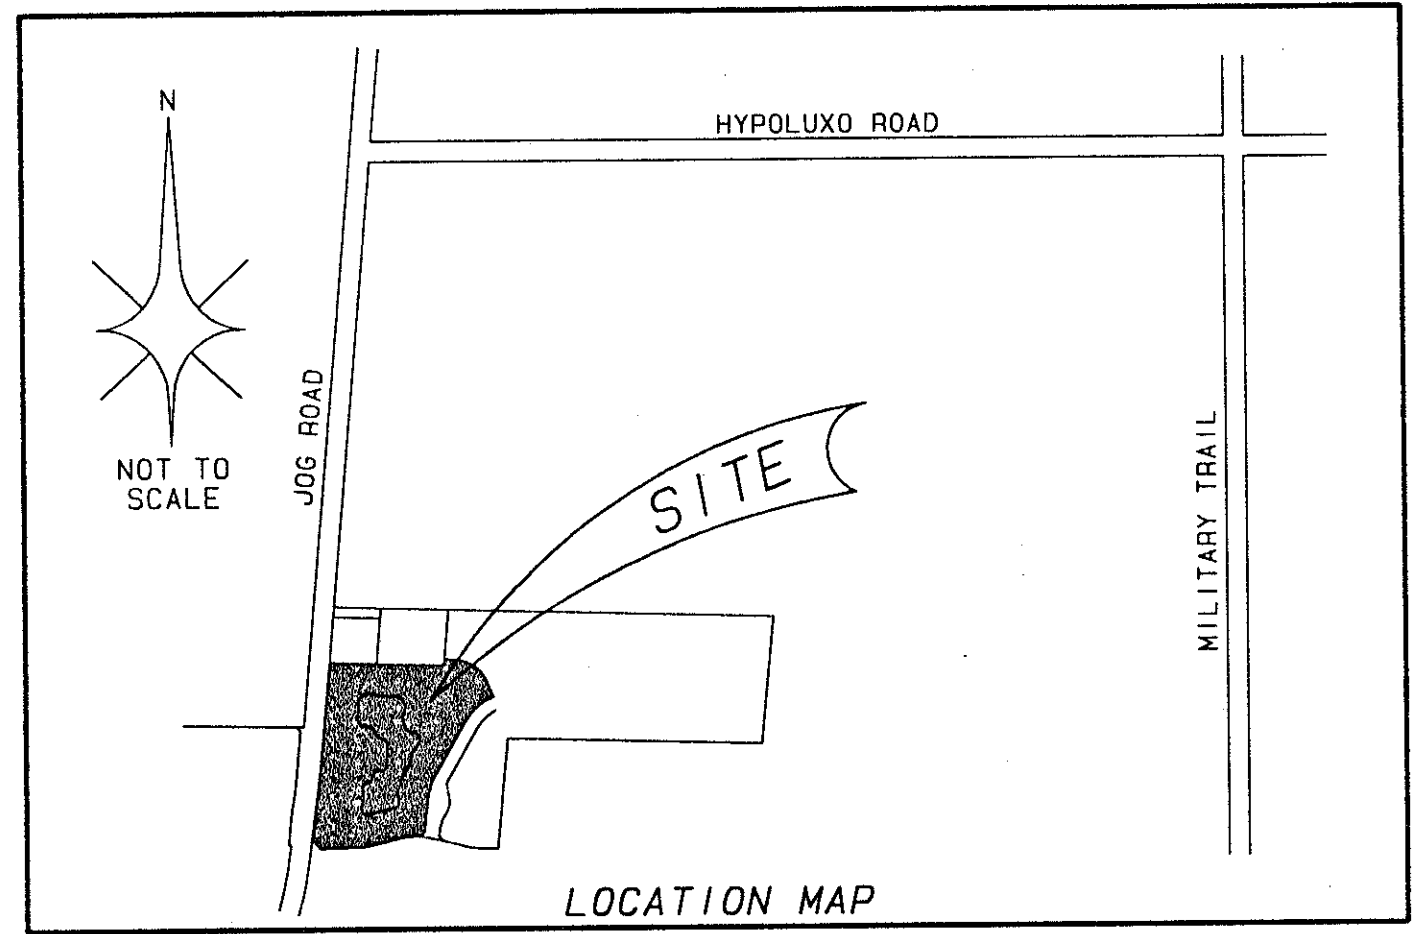 N
HYPOLUXO ROAD
JOG ROAD
NOT TO
SCALE
SITE
MILITARY TRAIL
LOCATION MAP